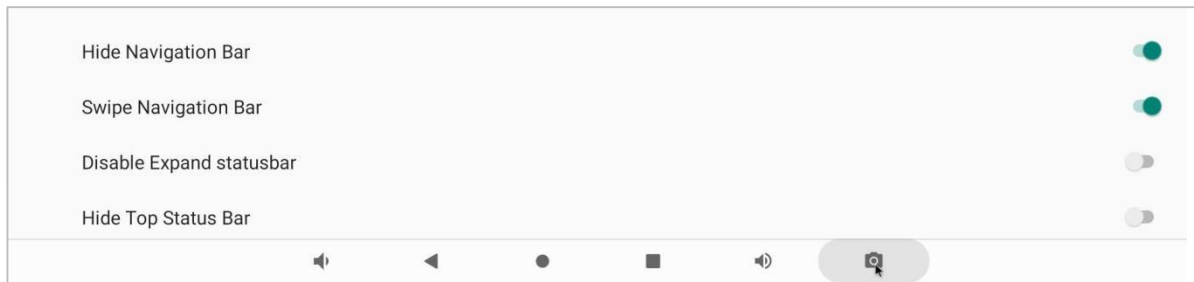 Hide Navigation Bar
Swipe Navigation Bar
Disable Expand statusbar
Hide Top Status Bar